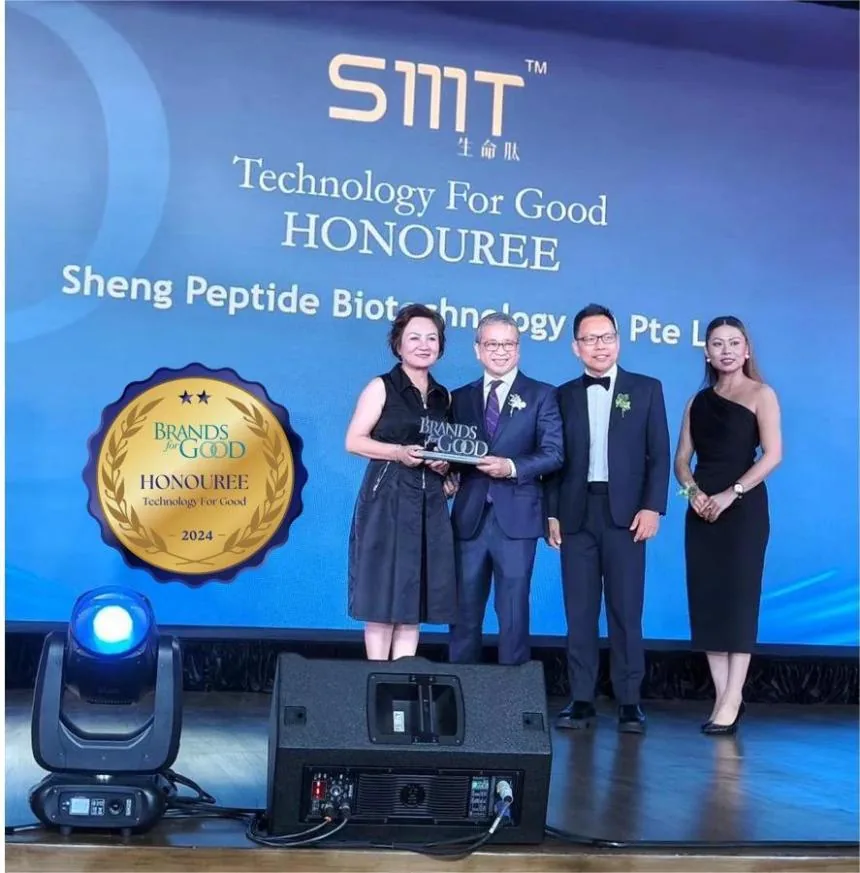 SMT™
生命肽
Technology For Good
HONOUREE
Sheng Peptide Biotechnology Pte
BRANDS
for GOOD
HONOUREE
Technology For Good
- 2024 -
BRANDS
for GOOD